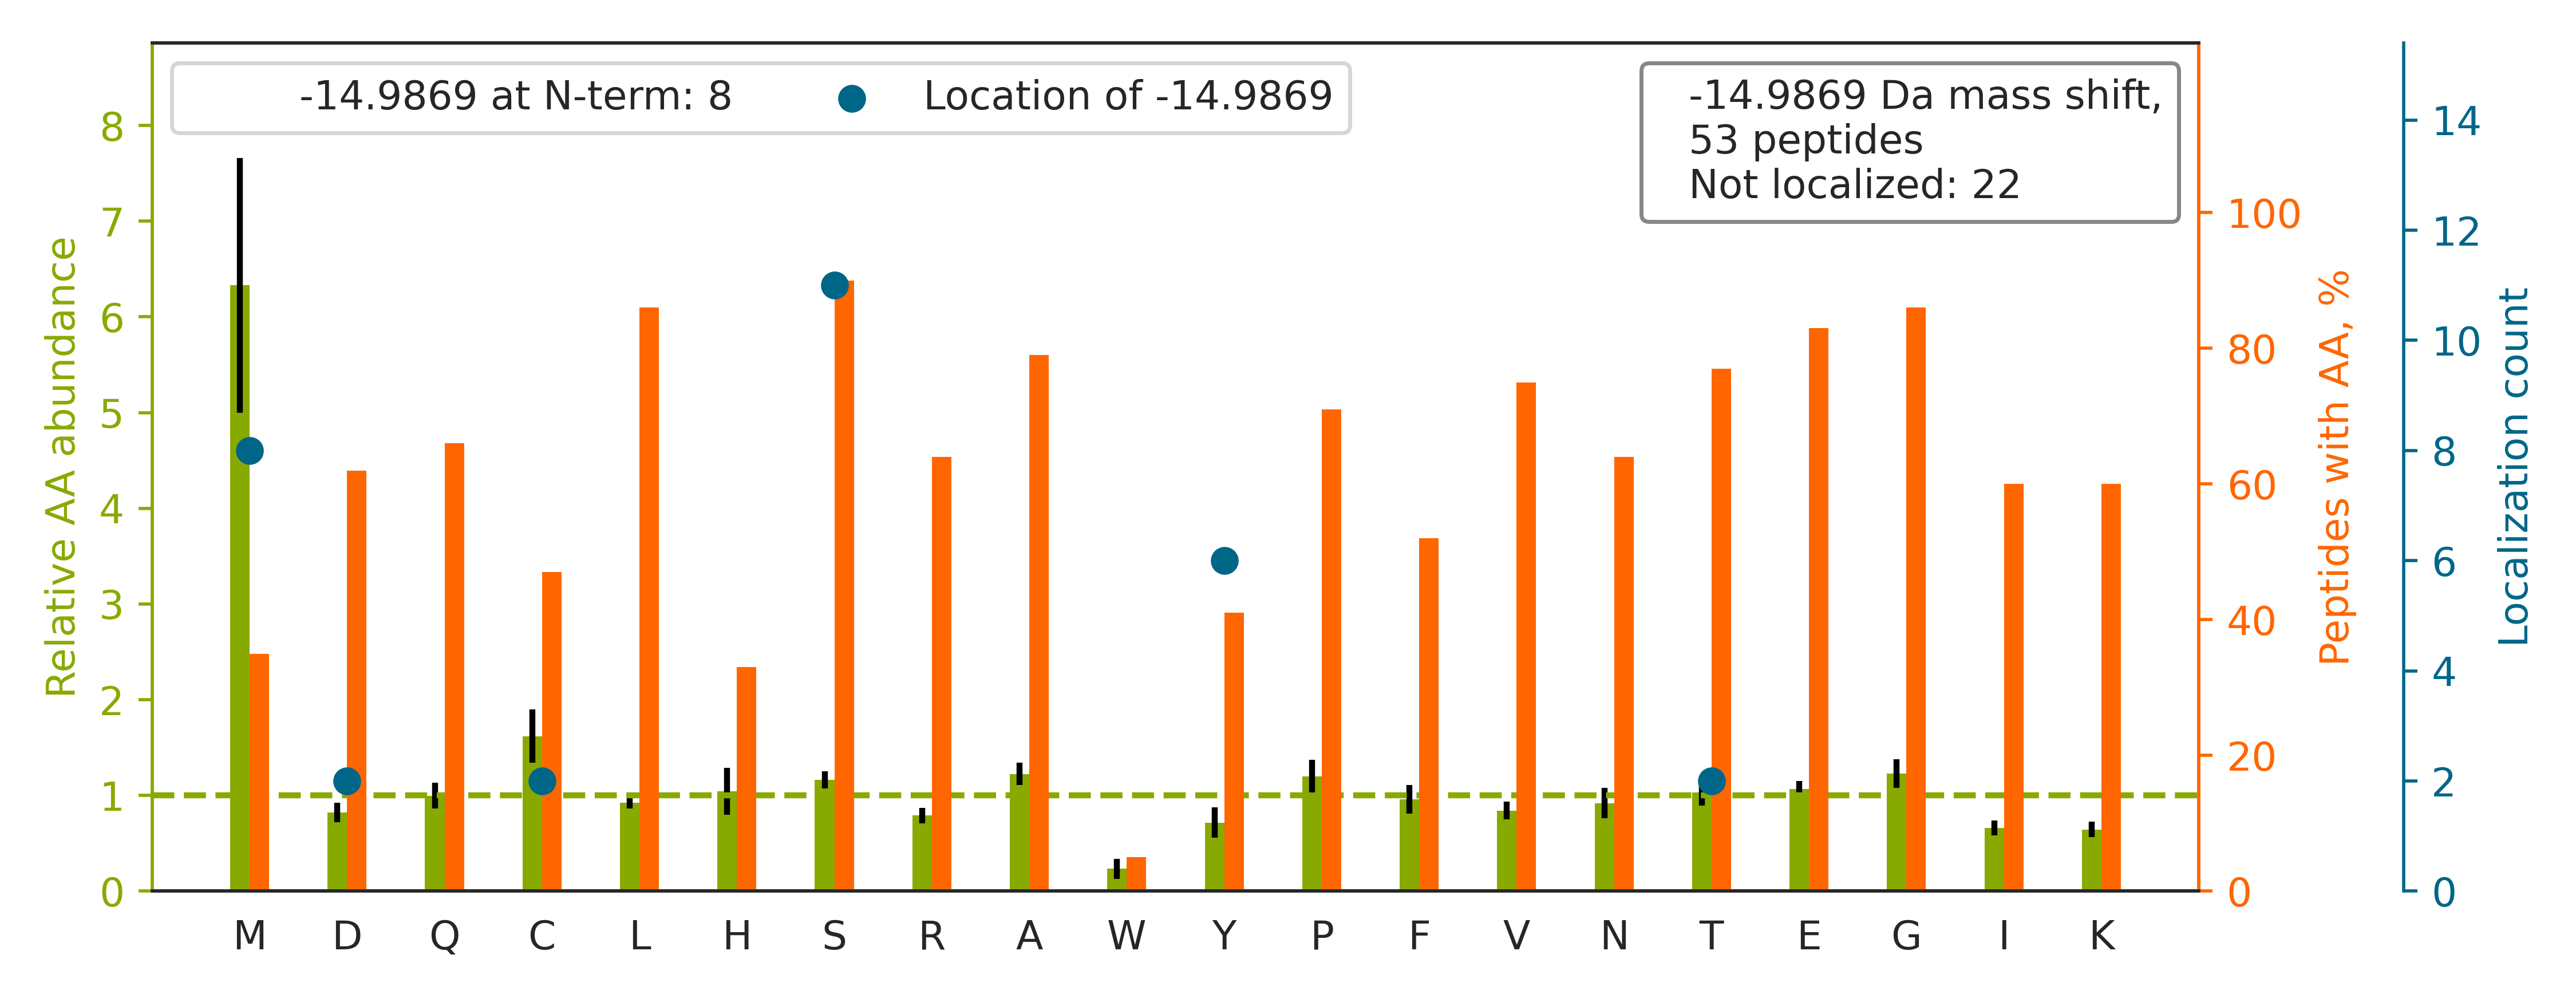 -14.9869 at N-term: 8
Location of -14.9869
-14.9869 Da mass shift,
53 peptides
Not localized: 22
Relative AA abundance
8
7
6
5
4
3
2
1
0
M D Q C L H S R A W Y P F V N T E G I K
100
80
60
40
20
0
Peptides with AA, %
14
12
10
8
6
4
2
0
Localization count